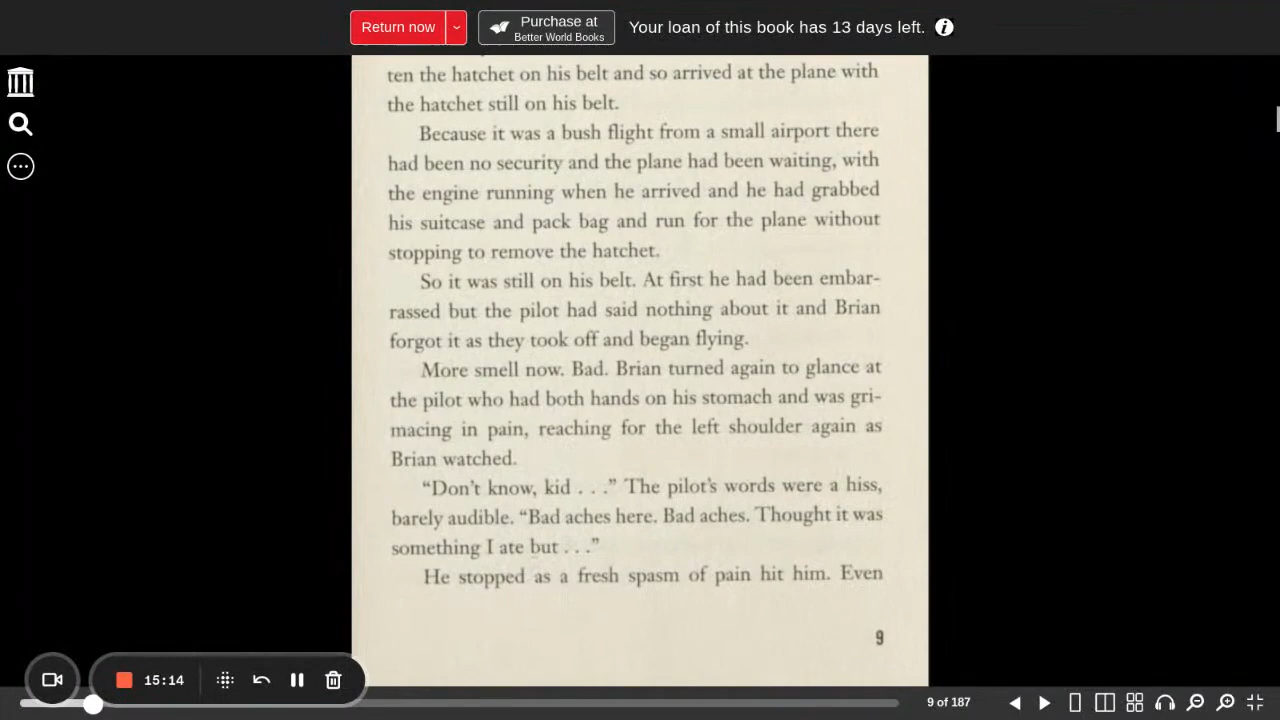 Return now
Purchase at
Better World Books
Your loan of this book has 13 days left.
ten the hatchet on his belt and so arrived at the plane with
the hatchet still on his belt.
Because it was a bush flight from a small airport there
had been no security and the plane had been waiting, with
the engine running when he arrived and he had grabbed
his suitcase and pack bag and run for the plane without
stopping to remove the hatchet.
So it was still on his belt. At first he had been embar-
rassed but the pilot had said nothing about it and Brian
forgot it as they took off and began flying.
More smell now. Bad. Brian turned again to glance at
the pilot who had both hands on his stomach and was gri-
macing in pain, reaching for the left shoulder again as
Brian watched.
“Don’t know, kid . . .” The pilot’s words were a hiss,
barely audible. “Bad aches here. Bad aches. Thought it was
something I ate but . . .”
He stopped as a fresh spasm of pain hit him. Even
9
15:14
9 of 187